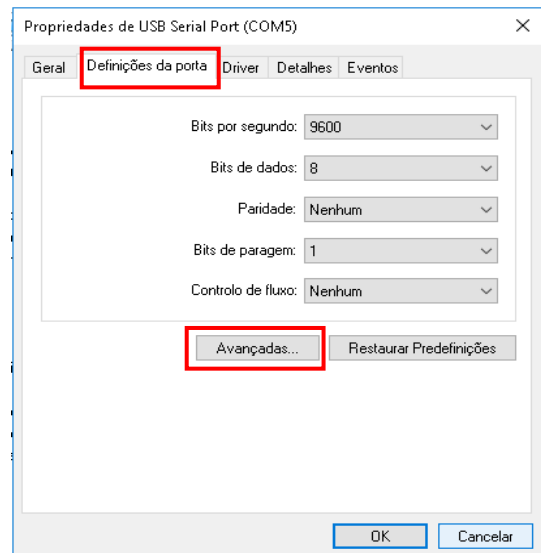 Propriedades de USB Serial Port (COM5)
Geral Definições da porta Driver Detalhes Eventos
Bits por segundo: 9600
Bits de dados: 8
Paridade: Nenhum
Bits de paragem: 1
Controlo de fluxo: Nenhum
Avançadas... Restaurar Predefinições
OK Cancelar